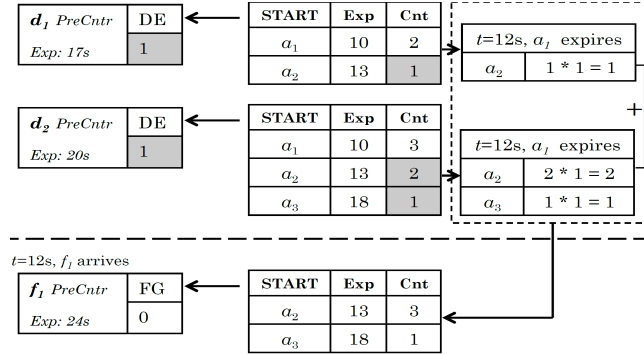 d1 PreCntr DE
Exp: 17s 1
START Exp Cnt
a1 10 2
a2 13 1
t=12s, a1 expires
a2 1 * 1 = 1
+
d2 PreCntr DE
Exp: 20s 1
START Exp Cnt
a1 10 3
a2 13 2
a3 18 1
t=12s, a1 expires
a2 2 * 1 = 2
a3 1 * 1 = 1
t=12s, f1 arrives
f1 PreCntr FG
Exp: 24s 0
START Exp Cnt
a2 13 3
a3 18 1